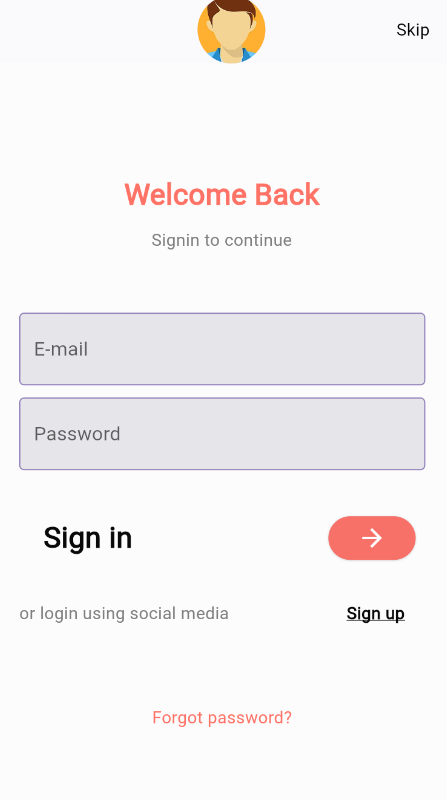 Skip
Welcome Back
Signin to continue
E-mail
Password
Sign in
or login using social media
Sign up
Forgot password?